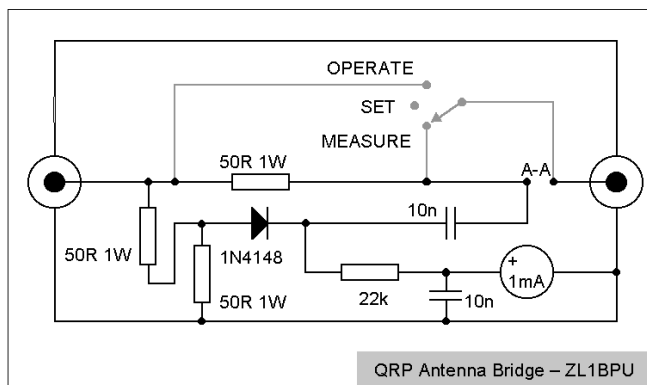 OPERATE
SET
MEASURE
50R 1W
A-A
10n
50R 1W
1N4148
+
1mA
50R 1W
22k
10n
QRP Antenna Bridge – ZL1BPU